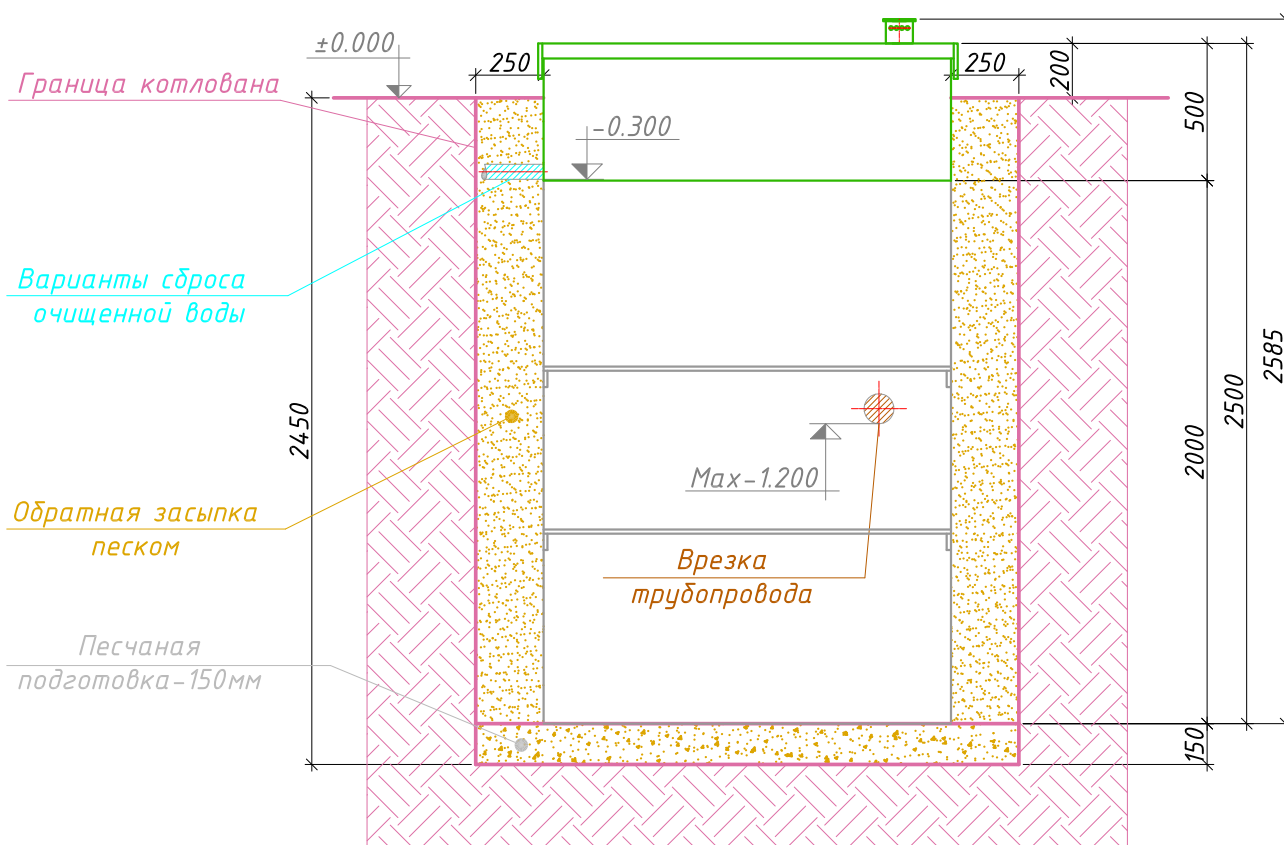 ±0.000
Граница котлована
250
250
200
500
-0.300
Варианты сброса
очищенной воды
2585
2500
2450
2000
Max-1.200
Обратная засыпка
песком
Врезка
трубопровода
Песчаная
подготовка-150мм
150